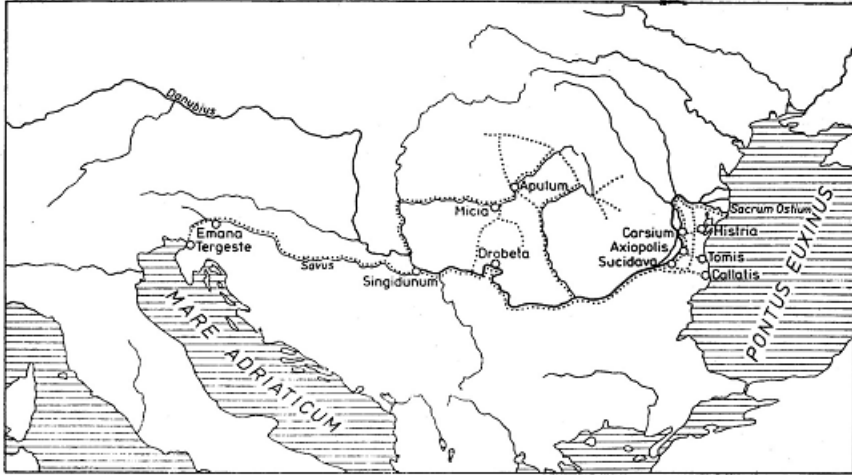 Danubius
Apulum
Micia
Sacrum Ostium
Emana
Tergeste
Carsium
Histria
Axiopolis
Drobeta
Sucidava
Tomis
Savus
Singidunum
Callatis
MARE ADRIATICUM
PONTUS EUXINUS